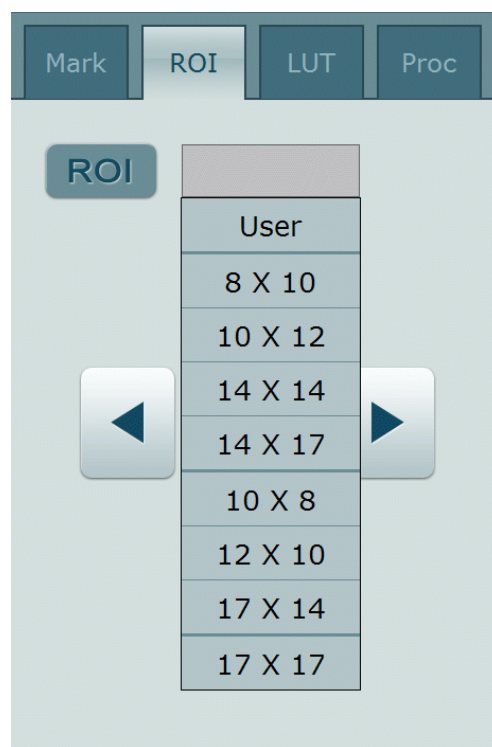 Mark ROI LUT Proc
ROI
User
8 X 10
10 X 12
14 X 14
14 X 17
10 X 8
12 X 10
17 X 14
17 X 17